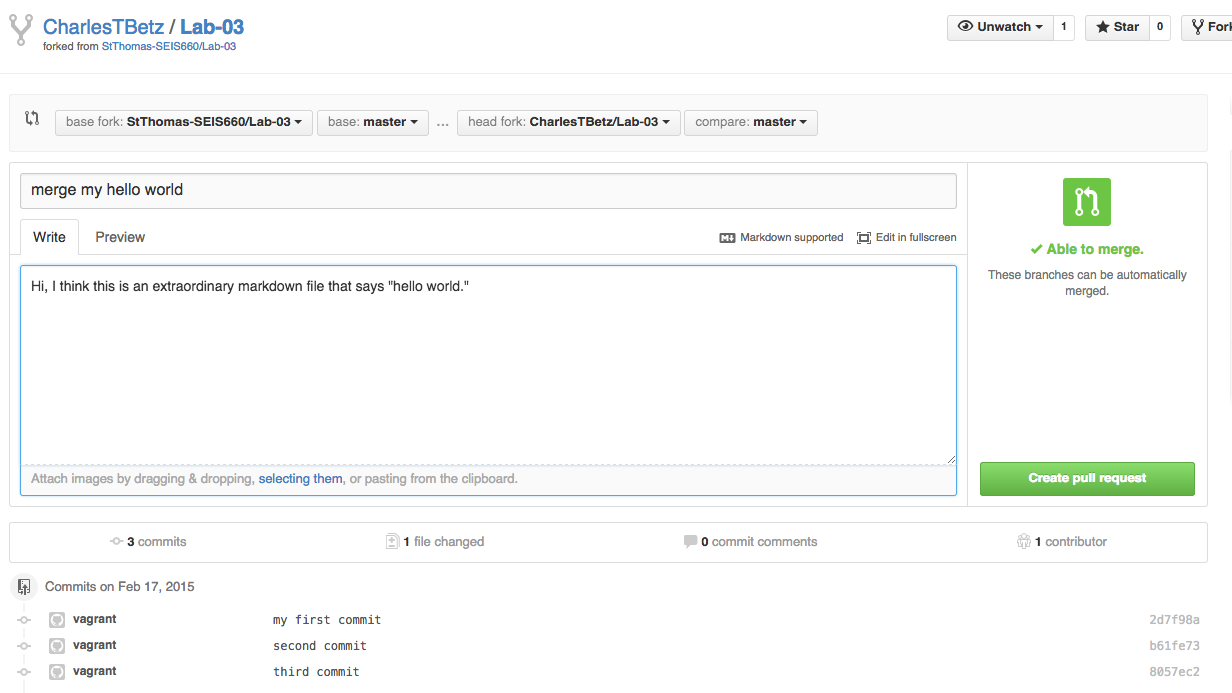 CharlesTBetz / Lab-03
forked from StThomas-SEIS660/Lab-03
Unwatch 1 Star 0 Fork
base fork: StThomas-SEIS660/Lab-03 base: master ... head fork: CharlesTBetz/Lab-03 compare: master
merge my hello world
Write Preview Markdown supported Edit in fullscreen
Hi, I think this is an extraordinary markdown file that says "hello world."
Attach images by dragging & dropping, selecting them, or pasting from the clipboard.
Able to merge.
These branches can be automatically
merged.
Create pull request
3 commits 1 file changed 0 commit comments 1 contributor
Commits on Feb 17, 2015
vagrant my first commit 2d7f98a
vagrant second commit b61fe73
vagrant third commit 8057ec2